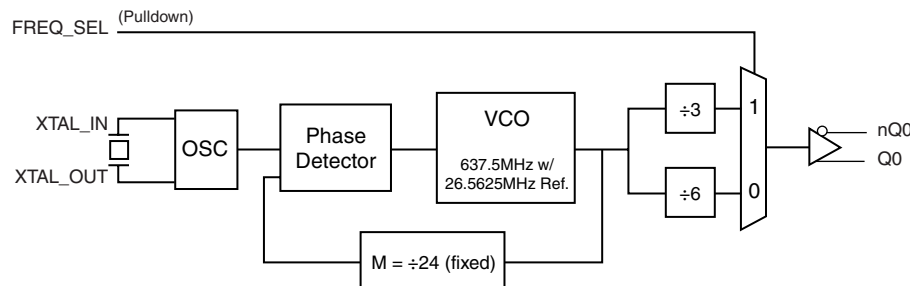 FREQ_SEL (Pulldown)
XTAL_IN
XTAL_OUT
OSC
Phase
Detector
VCO
637.5MHz w/
26.5625MHz Ref.
M = ÷24 (fixed)
÷3
÷6
1
0
nQ0
Q0